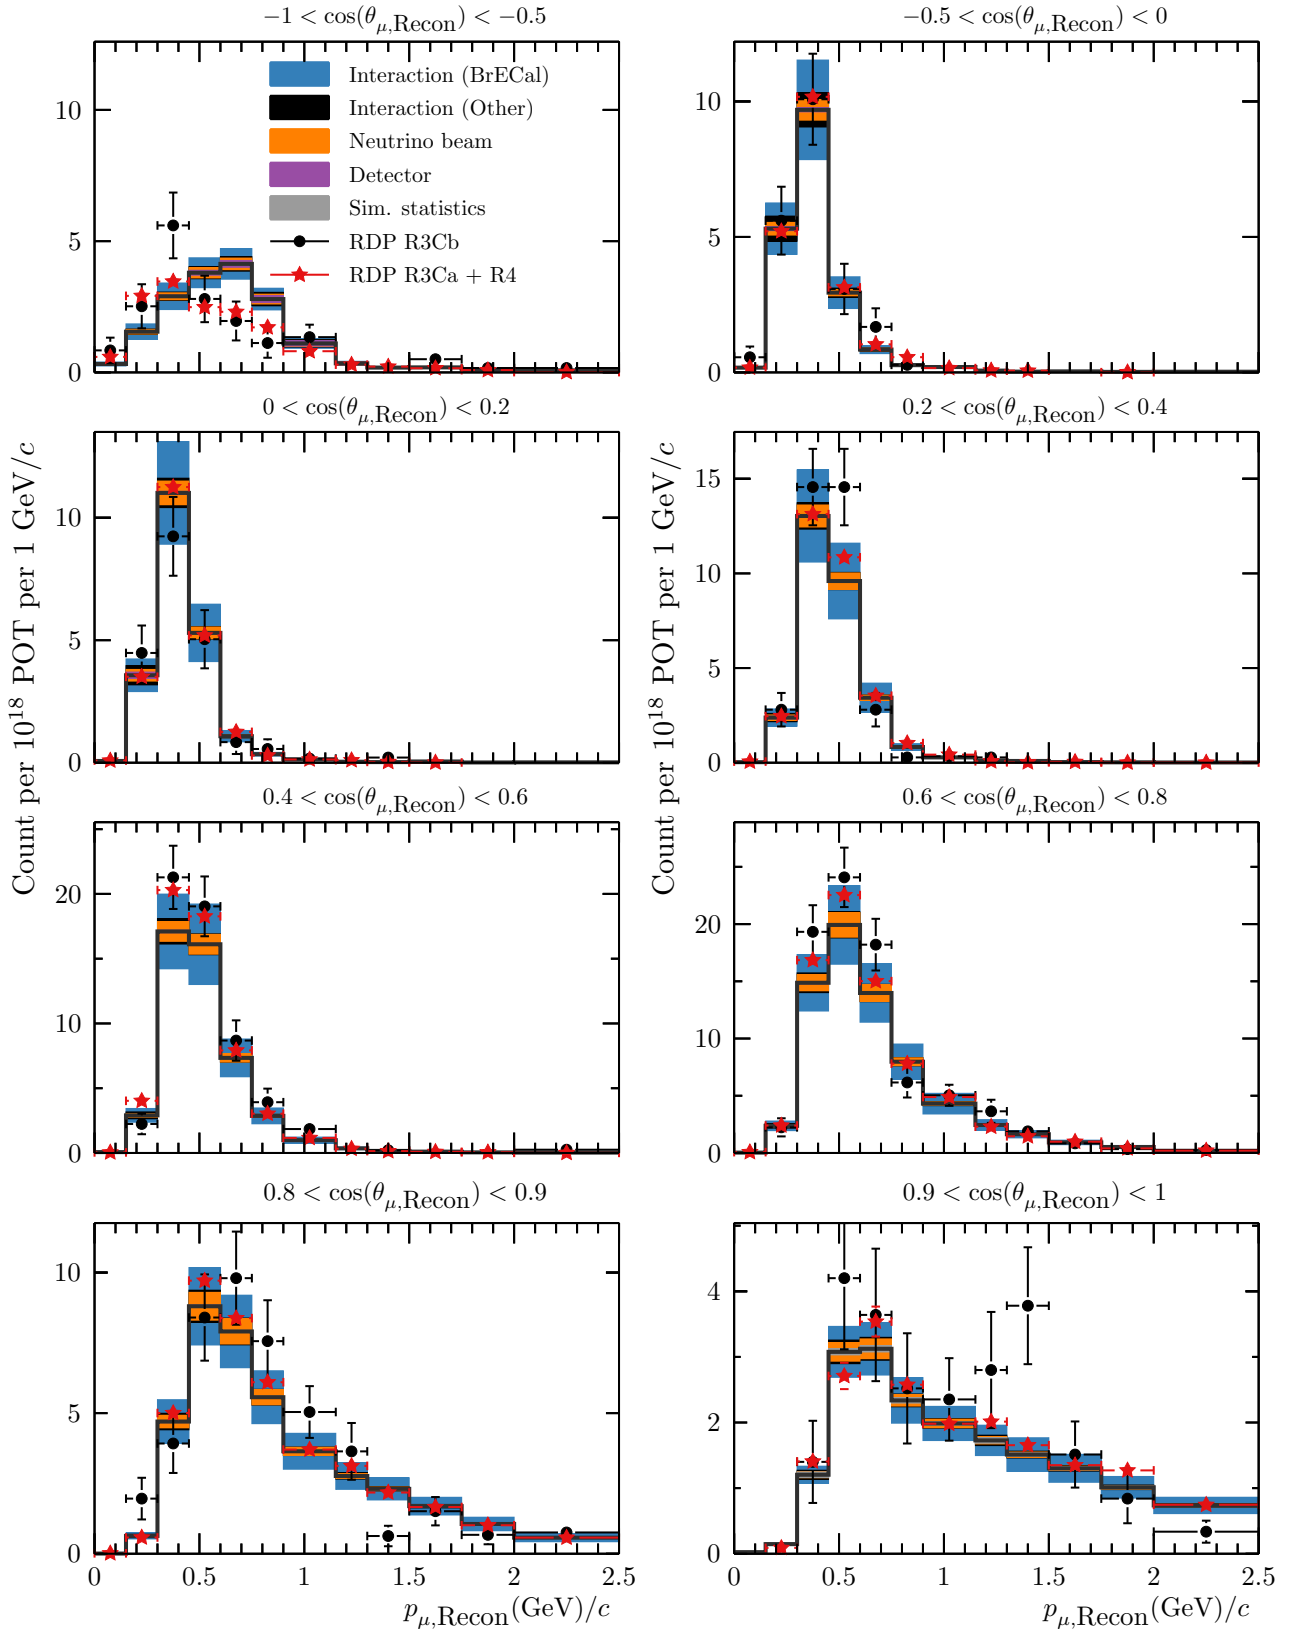 −1 < cos(θμ,Recon) < −0.5
−0.5 < cos(θμ,Recon) < 0
10
5
0
Interaction (BrECal)
Interaction (Other)
Neutrino beam
Detector
Sim. statistics
RDP R3Cb
RDP R3Ca + R4
10
5
0
0 < cos(θμ,Recon) < 0.2
0.2 < cos(θμ,Recon) < 0.4
10
5
0
15
10
5
0
Count per 10¹⁸ POT per 1 GeV/c
Count per 10¹⁸ POT per 1 GeV/c
0.4 < cos(θμ,Recon) < 0.6
0.6 < cos(θμ,Recon) < 0.8
20
10
0
20
10
0
0.8 < cos(θμ,Recon) < 0.9
0.9 < cos(θμ,Recon) < 1
10
5
0
4
2
0
0 0.5 1 1.5 2 2.5
0 0.5 1 1.5 2 2.5
pμ,Recon(GeV)/c
pμ,Recon(GeV)/c